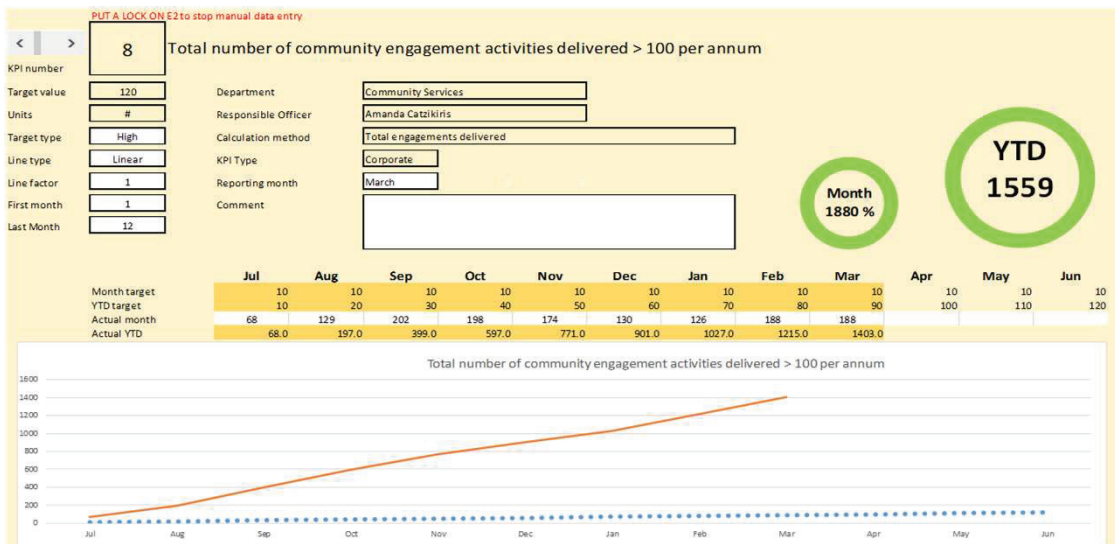 PUT A LOCK ON E2 to stop manual data entry
< >
8
Total number of community engagement activities delivered > 100 per annum
KPI number
Target value 120 Department Community Services
Units # Responsible Officer Amanda Catzikiris
Target type High Calculation method Total engagements delivered
Line type Linear KPI Type Corporate
Line factor 1 Reporting month March
First month 1 Comment
Last Month 12
Month
1880 %
YTD
1559
Jul Aug Sep Oct Nov Dec Jan Feb Mar Apr May Jun
Month target 10 10 10 10 10 10 10 10 10 10 10 10
YTD target 10 20 30 40 50 60 70 80 90 100 110 120
Actual month 68 129 202 198 174 130 126 188 188
Actual YTD 68.0 197.0 399.0 597.0 771.0 901.0 1027.0 1215.0 1403.0
Total number of community engagement activities delivered > 100 per annum
1600
1400
1200
1000
800
600
400
200
0
Jul Aug Sep Oct Nov Dec Jan Feb Mar Apr May Jun